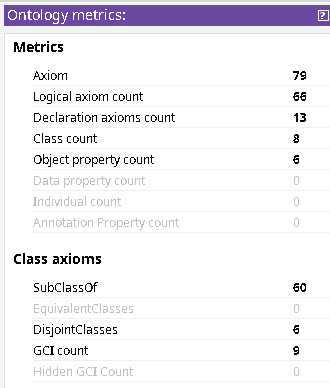 Ontology metrics:
Metrics
Axiom 79
Logical axiom count 66
Declaration axioms count 13
Class count 8
Object property count 6
Data property count 0
Individual count 0
Annotation Property count 0
Class axioms
SubClassOf 60
EquivalentClasses 0
DisjointClasses 6
GCI count 9
Hidden GCI Count 0